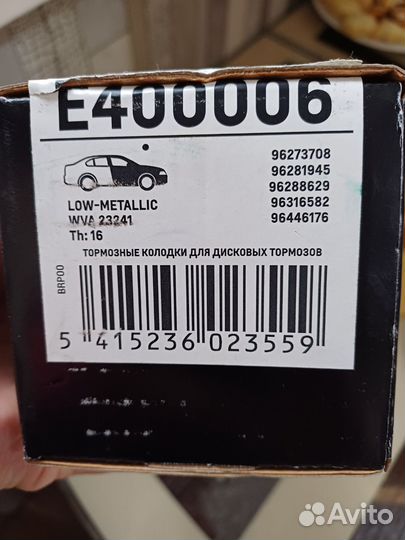 E400006
96273708
96281945
96288629
LOW-METALLIC
96316582
WVA 23241
96446176
Th: 16
ТОРМОЗНЫЕ КОЛОДКИ ДЛЯ ДИСКОВЫХ ТОРМОЗОВ
BRP00
5 415236 023559
Avito